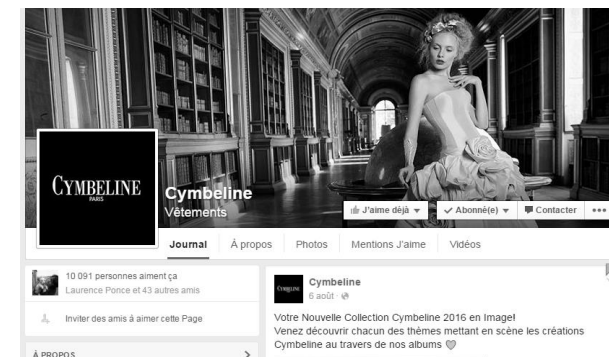 CYMBELINE
PARIS
Cymbeline
Vêtements
J'aime déjà
Abonné(e)
Contacter
Journal
À propos
Photos
Mentions J'aime
Vidéos
10 091 personnes aiment ça
Laurence Ponce et 43 autres amis
Inviter des amis à aimer cette Page
À PROPOS
CYMBELINE
Cymbeline
6 août
Votre Nouvelle Collection Cymbeline 2016 en Image!
Venez découvrir chacun des thèmes mettant en scène les créations
Cymbeline au travers de nos albums